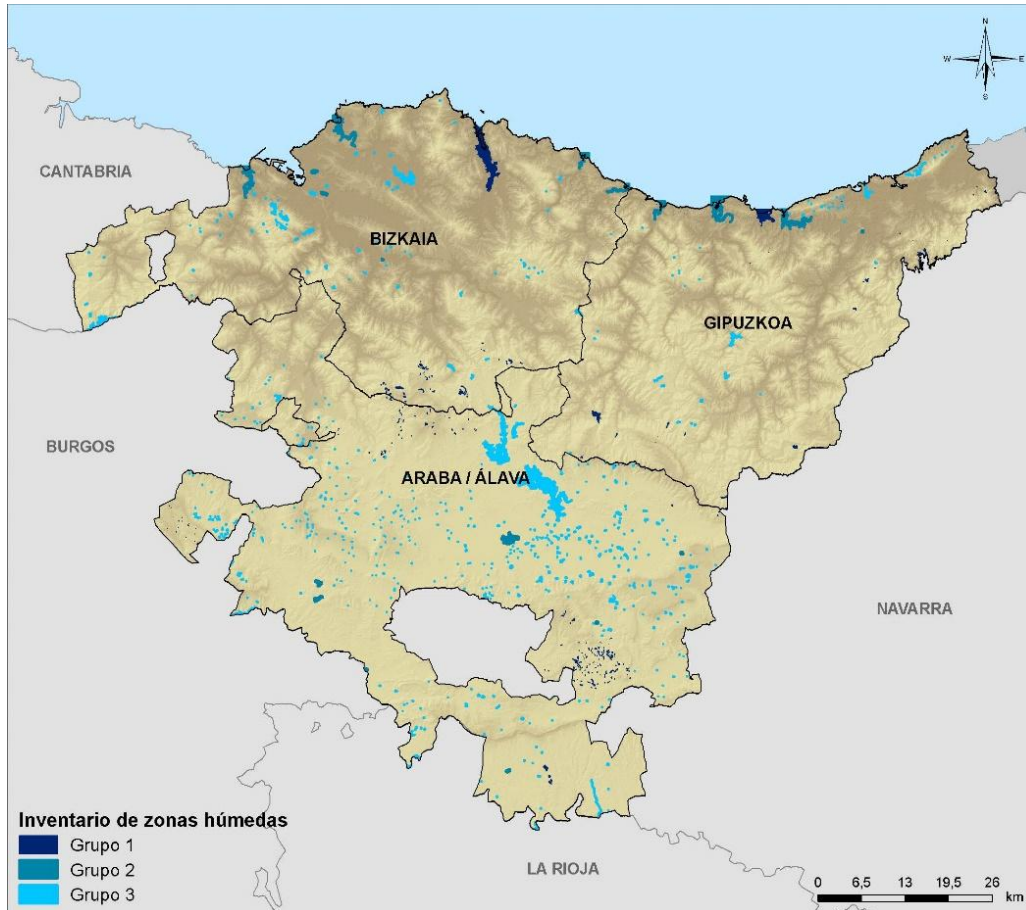 N
W E
S
CANTABRIA
BIZKAIA
GIPUZKOA
BURGOS
ARABA / ÁLAVA
NAVARRA
Inventario de zonas húmedas
Grupo 1
Grupo 2
Grupo 3
LA RIOJA
0 6,5 13 19,5 26
km